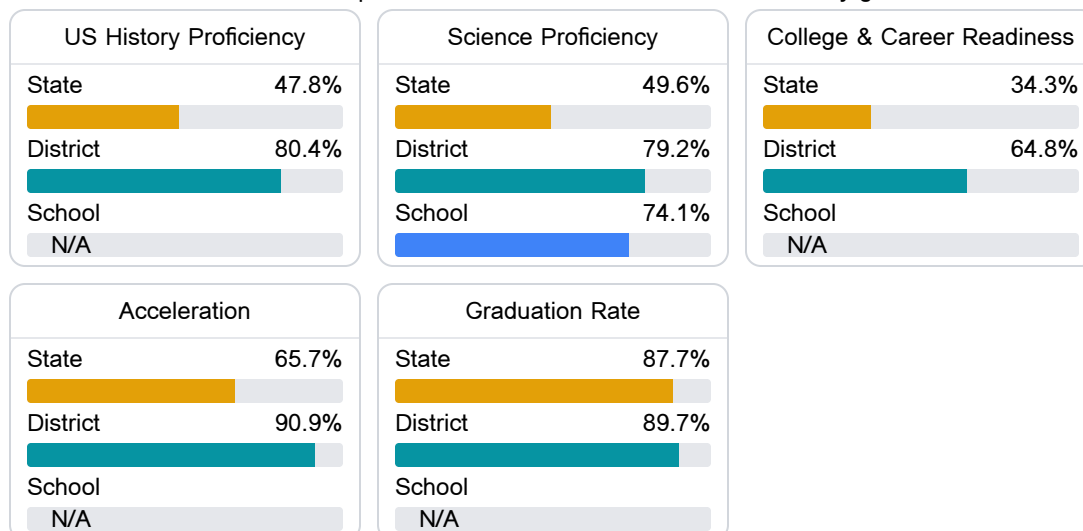 US History Proficiency
State 47.8%
District 80.4%
School
N/A
Science Proficiency
State 49.6%
District 79.2%
School 74.1%
College & Career Readiness
State 34.3%
District 64.8%
School
N/A
Acceleration
State 65.7%
District 90.9%
School
N/A
Graduation Rate
State 87.7%
District 89.7%
School
N/A